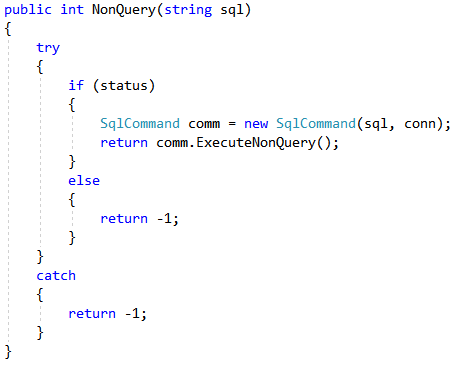 public int NonQuery(string sql)
{
    try
    {
        if (status)
        {
            SqlCommand comm = new SqlCommand(sql, conn);
            return comm.ExecuteNonQuery();
        }
        else
        {
            return -1;
        }
    }
    catch
    {
        return -1;
    }
}